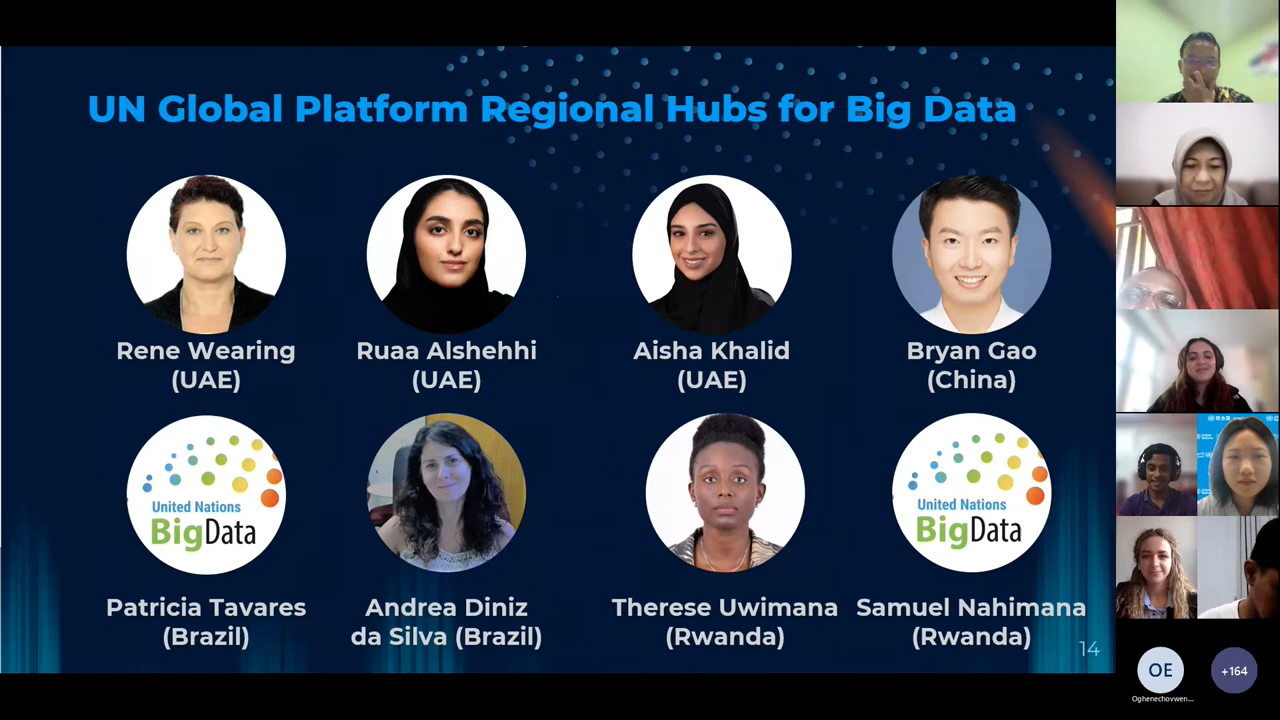 UN Global Platform Regional Hubs for Big Data
Rene Wearing
(UAE)
Ruaa Alshehhi
(UAE)
Aisha Khalid
(UAE)
Bryan Gao
(China)
United Nations
BigData
United Nations
BigData
Patricia Tavares
(Brazil)
Andrea Diniz
da Silva (Brazil)
Therese Uwimana
(Rwanda)
Samuel Nahimana
(Rwanda)
14
OE
Oghenechovwen...
+164